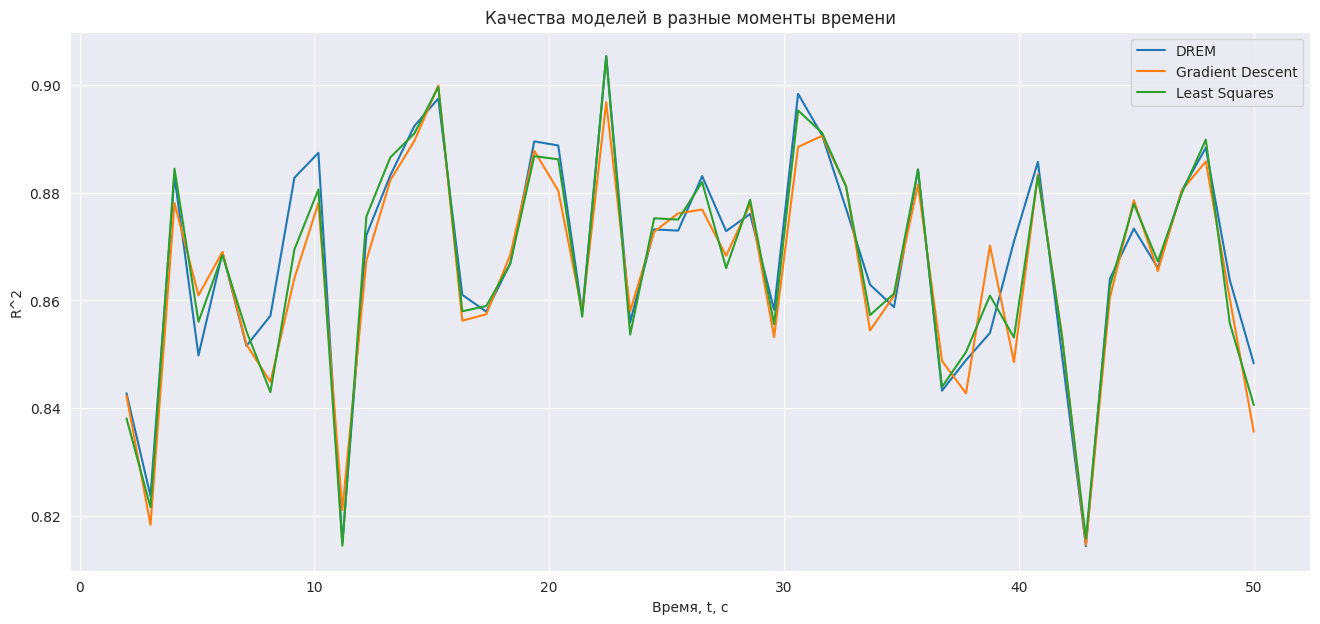 Качества моделей в разные моменты времени
DREM
Gradient Descent
Least Squares
R^2
0.90
0.88
0.86
0.84
0.82
0
10
20
30
40
50
Время, t, с